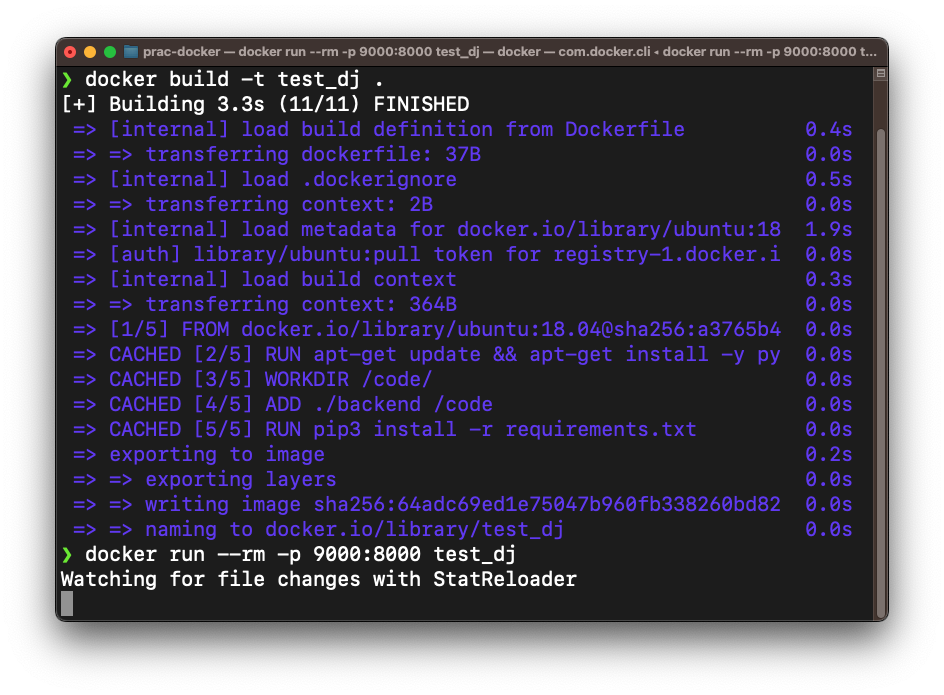 prac-docker — docker run --rm -p 9000:8000 test_dj — docker — com.docker.cli ◂ docker run --rm -p 9000:8000 t...
❯ docker build -t test_dj .
[+] Building 3.3s (11/11) FINISHED
=> [internal] load build definition from Dockerfile 0.4s
=> => transferring dockerfile: 37B 0.0s
=> [internal] load .dockerignore 0.5s
=> => transferring context: 2B 0.0s
=> [internal] load metadata for docker.io/library/ubuntu:18 1.9s
=> [auth] library/ubuntu:pull token for registry-1.docker.i 0.0s
=> [internal] load build context 0.3s
=> => transferring context: 364B 0.0s
=> [1/5] FROM docker.io/library/ubuntu:18.04@sha256:a3765b4 0.0s
=> CACHED [2/5] RUN apt-get update && apt-get install -y py 0.0s
=> CACHED [3/5] WORKDIR /code/ 0.0s
=> CACHED [4/5] ADD ./backend /code 0.0s
=> CACHED [5/5] RUN pip3 install -r requirements.txt 0.0s
=> exporting to image 0.2s
=> => exporting layers 0.0s
=> => writing image sha256:64adc69ed1e75047b960fb338260bd82 0.0s
=> => naming to docker.io/library/test_dj 0.0s
❯ docker run --rm -p 9000:8000 test_dj
Watching for file changes with StatReloader